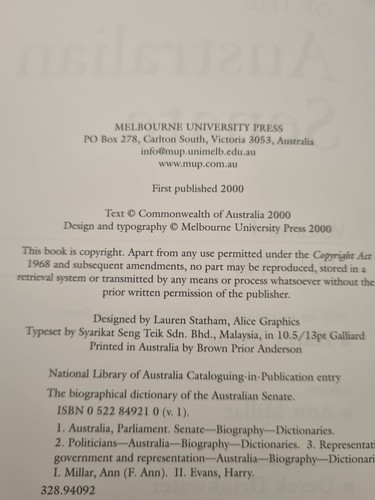 MELBOURNE UNIVERSITY PRESS
PO Box 278, Carlton South, Victoria 3053, Australia
info@mup.unimelb.edu.au
www.mup.com.au
First published 2000
Text © Commonwealth of Australia 2000
Design and typography © Melbourne University Press 2000
This book is copyright. Apart from any use permitted under the Copyright Act
1968 and subsequent amendments, no part may be reproduced, stored in a
retrieval system or transmitted by any means or process whatsoever without the
prior written permission of the publisher.
Designed by Lauren Statham, Alice Graphics
Typeset by Syarikat Seng Teik Sdn. Bhd., Malaysia, in 10.5/13pt Galliard
Printed in Australia by Brown Prior Anderson
National Library of Australia Cataloguing-in-Publication entry
The biographical dictionary of the Australian Senate.
ISBN 0 522 84921 0 (v. 1).
1. Australia, Parliament. Senate—Biography—Dictionaries.
2. Politicians—Australia—Biography—Dictionaries. 3. Representati
government and representation—Australia—Biography—Dictionari
I. Millar, Ann (F. Ann). II. Evans, Harry.
328.94092